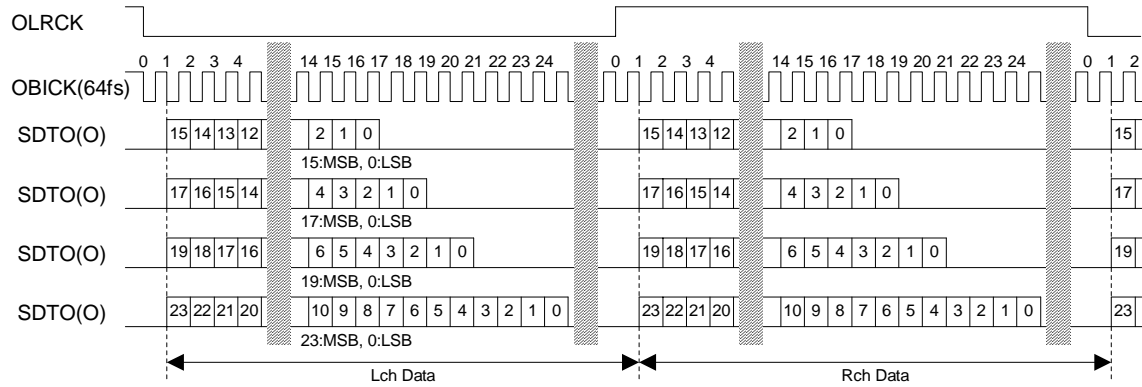 OLRCK
0 1 2 3 4 14 15 16 17 18 19 20 21 22 23 24 0 1 2 3 4 14 15 16 17 18 19 20 21 22 23 24 0 1 2
OBICK(64fs)
SDTO(O) 15 14 13 12 2 1 0 15 14 13 12 2 1 0 15
15:MSB, 0:LSB
SDTO(O) 17 16 15 14 4 3 2 1 0 17 16 15 14 4 3 2 1 0 17
17:MSB, 0:LSB
SDTO(O) 19 18 17 16 6 5 4 3 2 1 0 19 18 17 16 6 5 4 3 2 1 0 19
19:MSB, 0:LSB
SDTO(O) 23 22 21 20 10 9 8 7 6 5 4 3 2 1 0 23 22 21 20 10 9 8 7 6 5 4 3 2 1 0 23
23:MSB, 0:LSB
Lch Data Rch Data